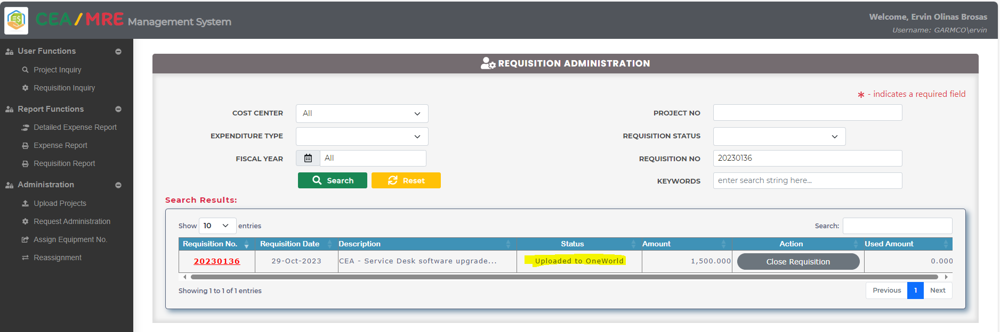 CEA/MRE Management System
Welcome, Ervin Olinas Brosas
Username: GARMCO\ervin
User Functions
Project Inquiry
Requisition Inquiry
Report Functions
Detailed Expense Report
Expense Report
Requisition Report
Administration
Upload Projects
Request Administration
Assign Equipment No.
Reassignment
REQUISITION ADMINISTRATION
* - indicates a required field
COST CENTER All PROJECT NO
EXPENDITURE TYPE REQUISITION STATUS
FISCAL YEAR All REQUISITION NO 20230136
Search Reset KEYWORDS enter search string here...
Search Results:
Show 10 entries Search:
Requisition No. Requisition Date Description Status Amount Action Used Amount
20230136 29-Oct-2023 CEA - Service Desk software upgrade... Uploaded to OneWorld 1,500.000 Close Requisition 0.000
Showing 1 to 1 of 1 entries Previous 1 Next